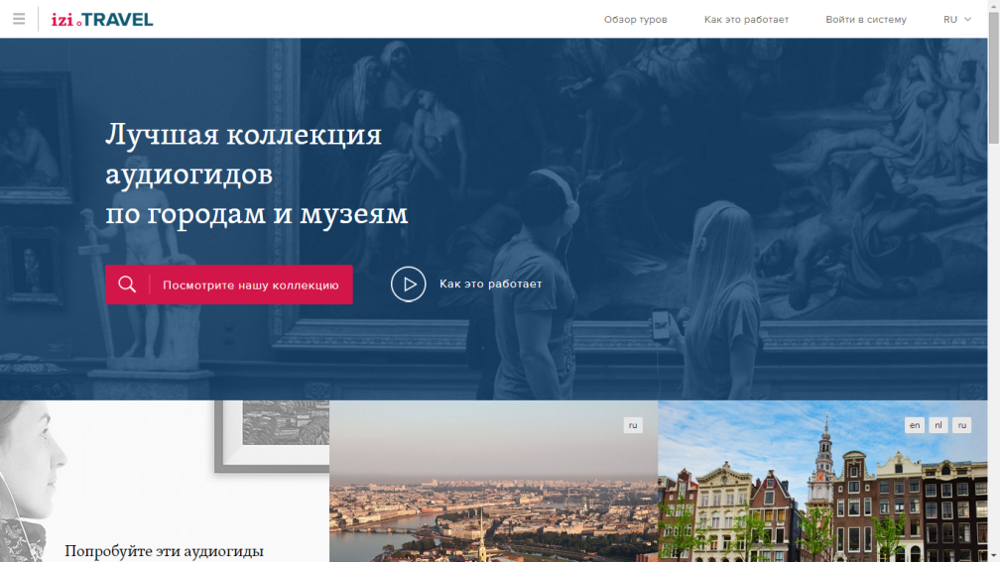 izi.TRAVEL
Обзор туров
Как это работает
Войти в систему
RU
Лучшая коллекция
аудиогидов
по городам и музеям
Посмотрите нашу коллекцию
Как это работает
ru
en nl ru
Попробуйте эти аудиогиды